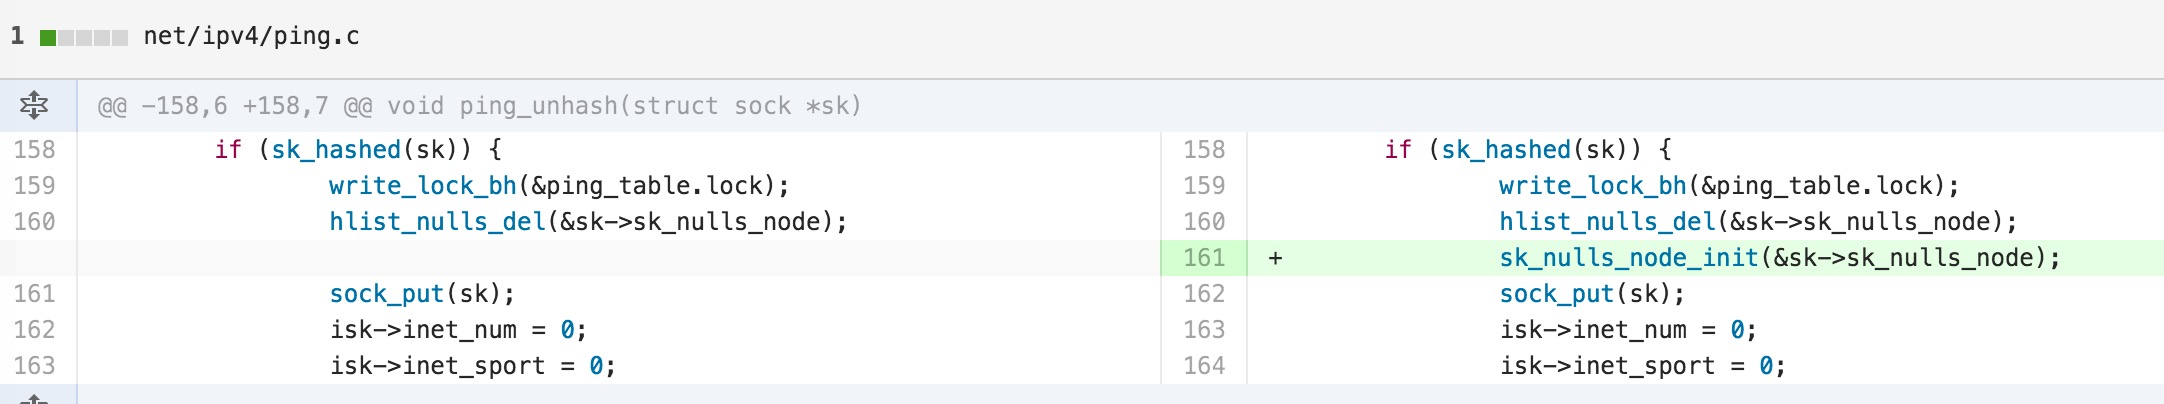 1 net/ipv4/ping.c
@@ -158,6 +158,7 @@ void ping_unhash(struct sock *sk)
158 if (sk_hashed(sk)) { 158 if (sk_hashed(sk)) {
159 write_lock_bh(&ping_table.lock); 159 write_lock_bh(&ping_table.lock);
160 hlist_nulls_del(&sk->sk_nulls_node); 160 hlist_nulls_del(&sk->sk_nulls_node);
161 + sk_nulls_node_init(&sk->sk_nulls_node);
161 sock_put(sk); 162 sock_put(sk);
162 isk->inet_num = 0; 163 isk->inet_num = 0;
163 isk->inet_sport = 0; 164 isk->inet_sport = 0;